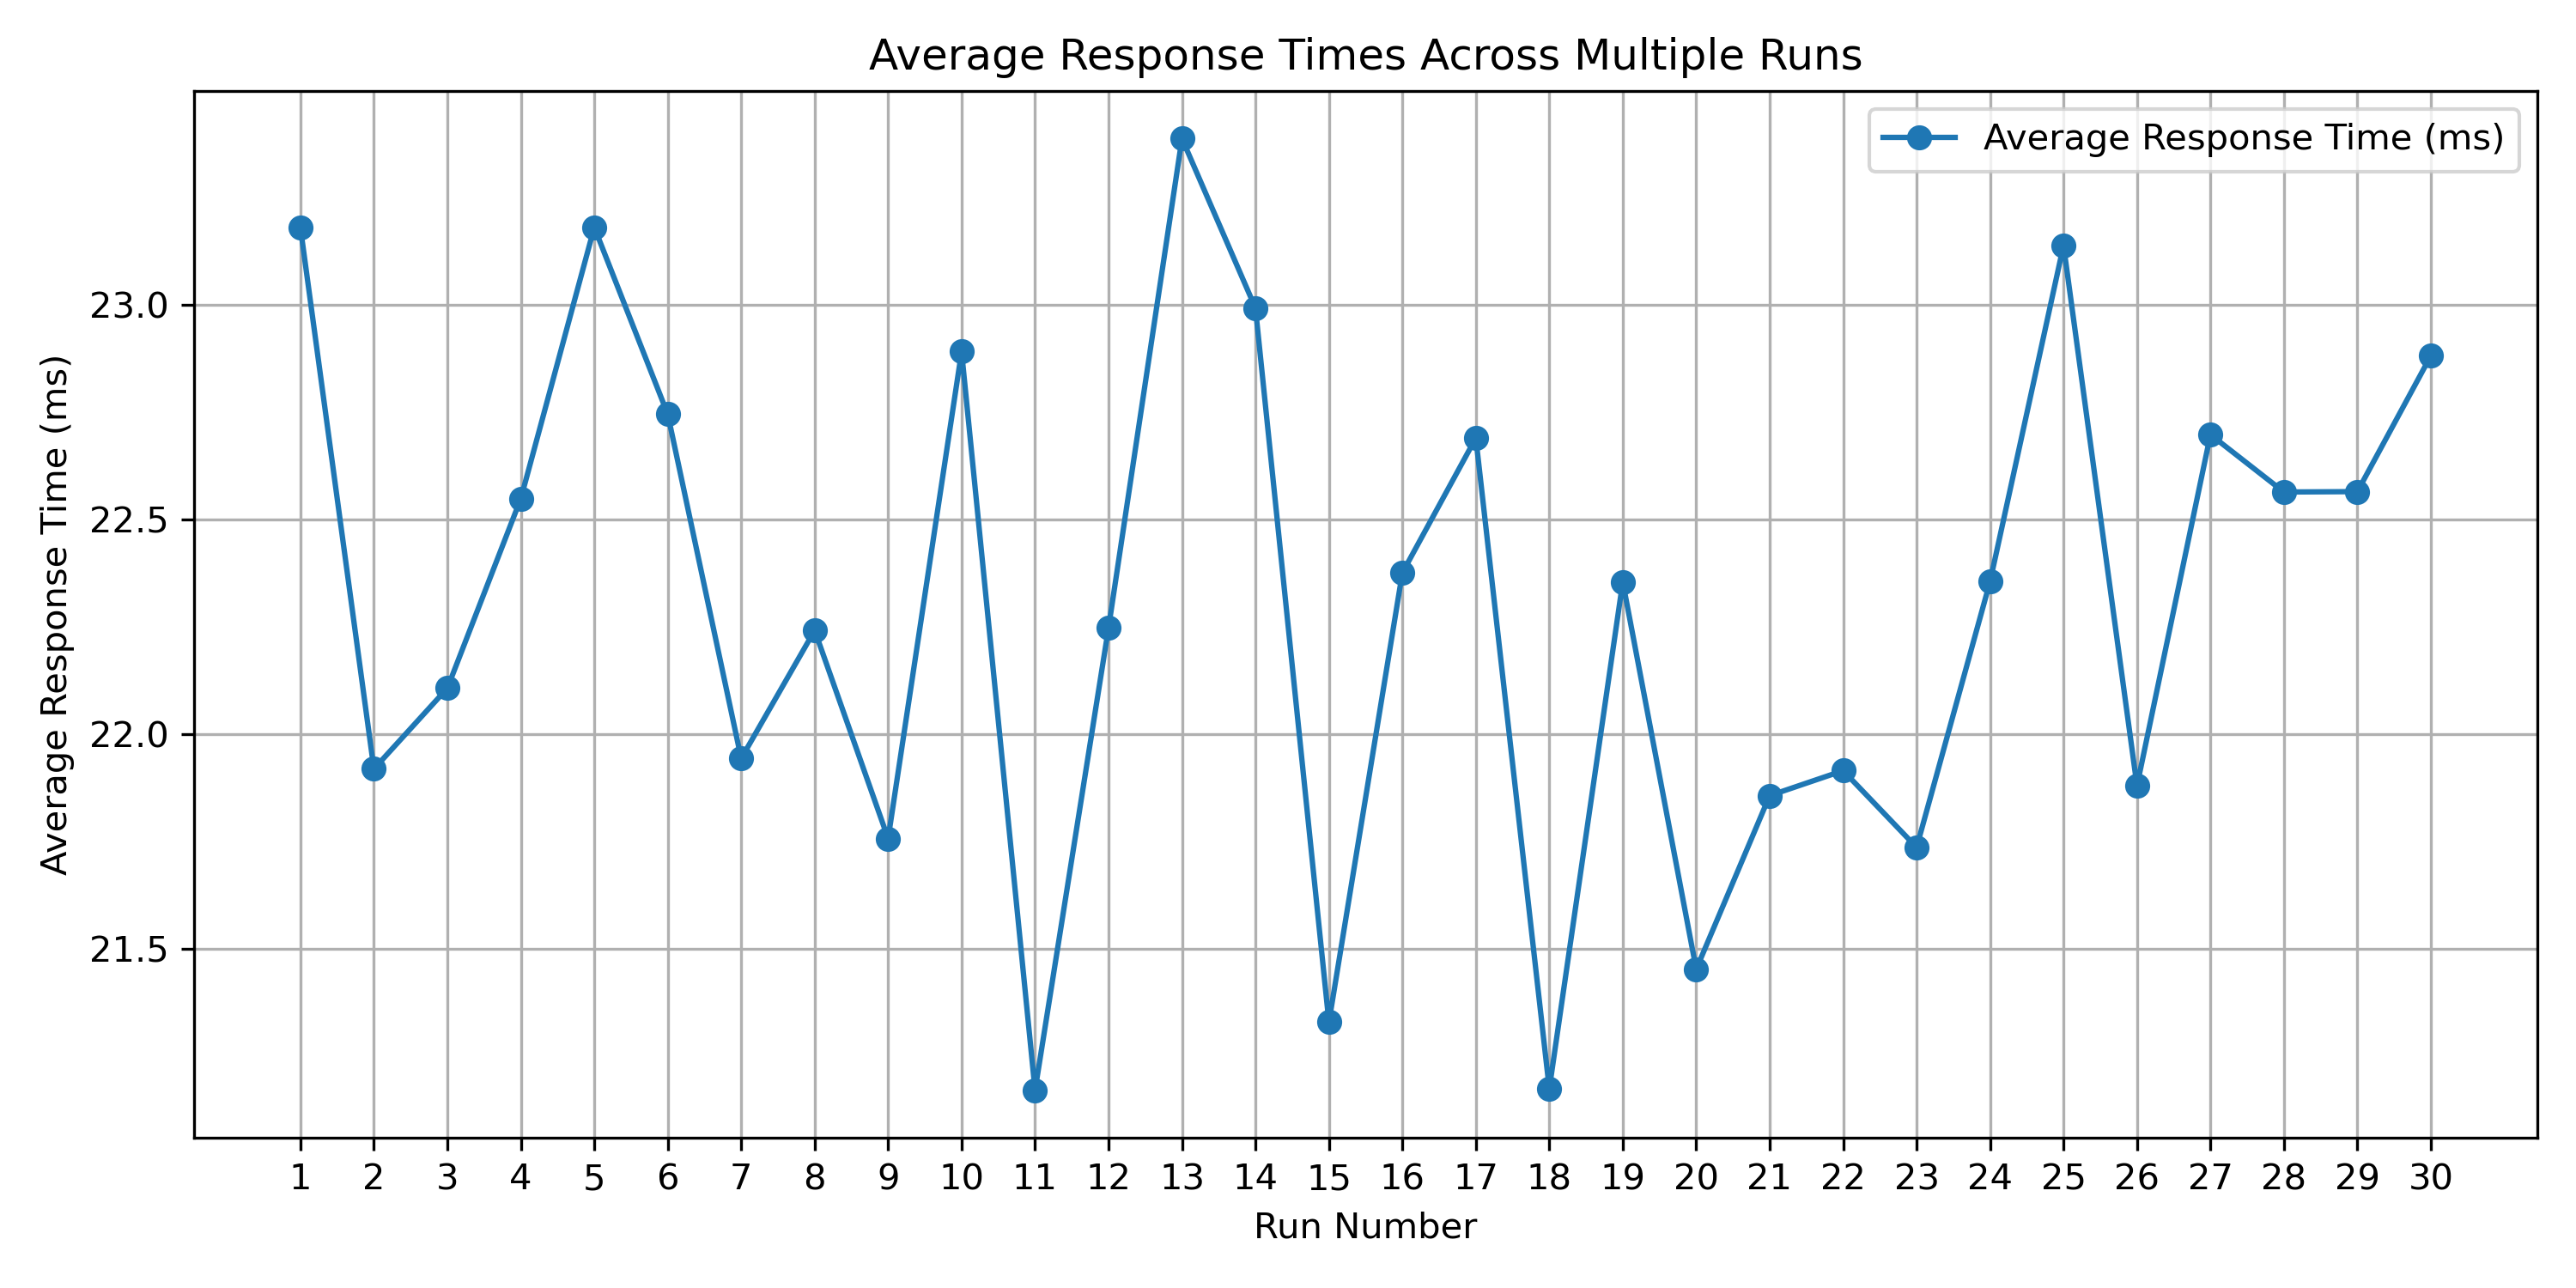 Average Response Times Across Multiple Runs
Average Response Time (ms)
23.0
22.5
22.0
21.5
Average Response Time (ms)
1 2 3 4 5 6 7 8 9 10 11 12 13 14 15 16 17 18 19 20 21 22 23 24 25 26 27 28 29 30
Run Number